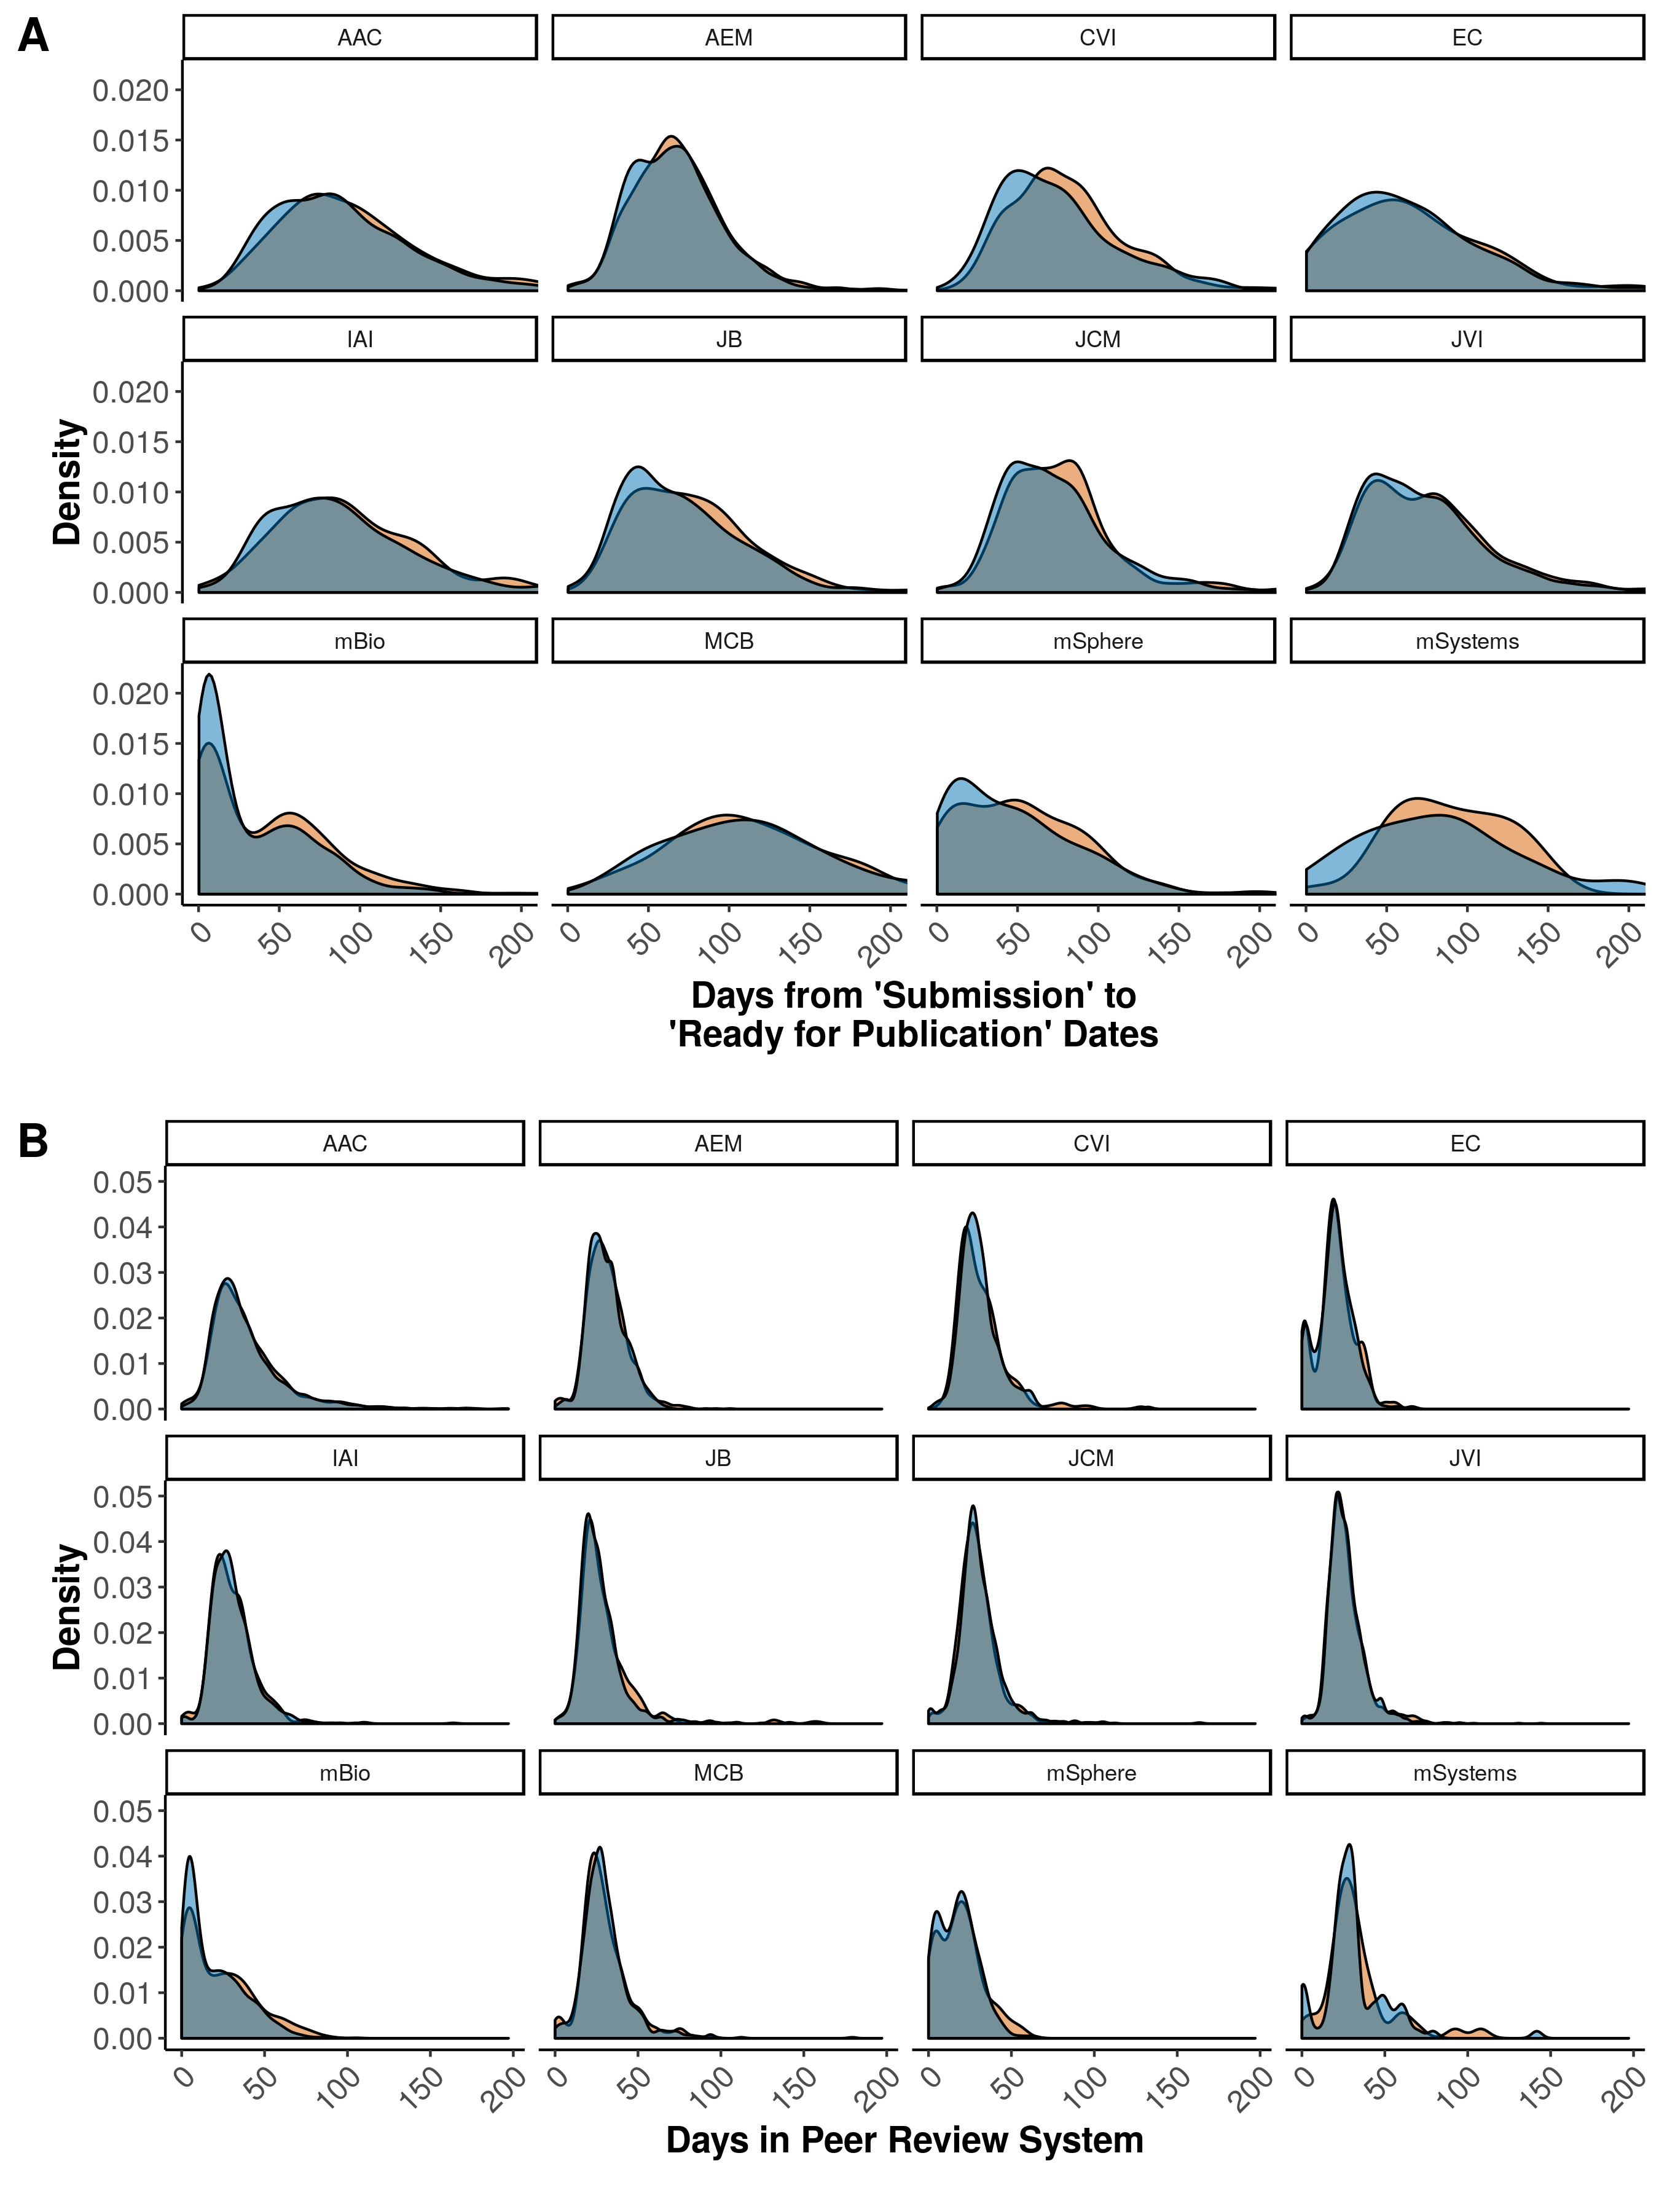 A
AAC AEM CVI EC
0.020
0.015
0.010
0.005
0.000
IAI JB JCM JVI
0.020
0.015
0.010
0.005
0.000
Density
mBio MCB mSphere mSystems
0.020
0.015
0.010
0.005
0.000
0 50 100 150 200 0 50 100 150 200 0 50 100 150 200 0 50 100 150 200
Days from 'Submission' to
'Ready for Publication' Dates
B
AAC AEM CVI EC
0.05
0.04
0.03
0.02
0.01
0.00
IAI JB JCM JVI
0.05
0.04
0.03
0.02
0.01
0.00
Density
mBio MCB mSphere mSystems
0.05
0.04
0.03
0.02
0.01
0.00
0 50 100 150 200 0 50 100 150 200 0 50 100 150 200 0 50 100 150 200
Days in Peer Review System